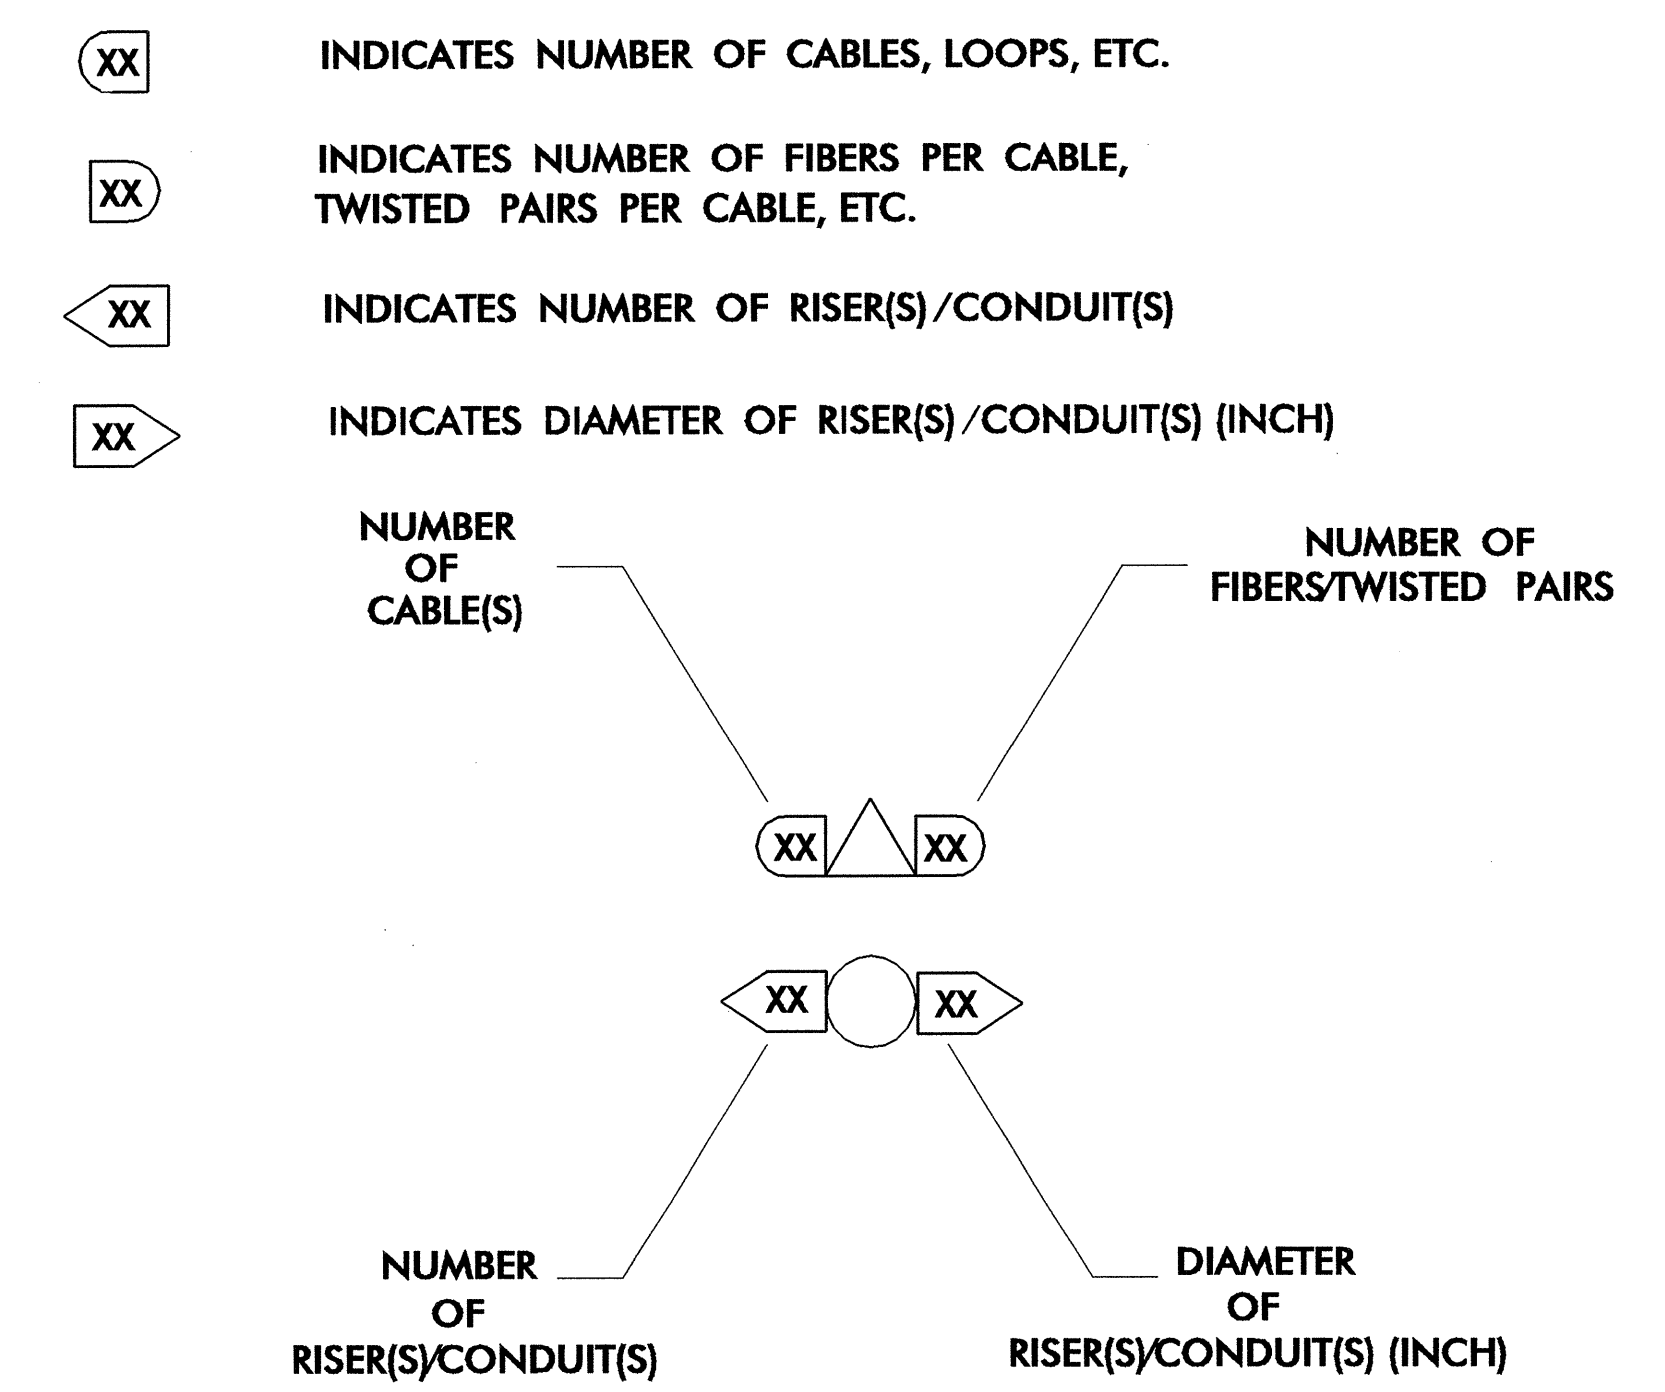 XX INDICATES NUMBER OF CABLES, LOOPS, ETC.
INDICATES NUMBER OF FIBERS PER CABLE,
XX
TWISTED PAIRS PER CABLE, ETC.
XX INDICATES NUMBER OF RISER(S)/CONDUIT(S)
XX INDICATES DIAMETER OF RISER(S)/CONDUIT(S) (INCH)
NUMBER
OF
CABLE(S)
NUMBER OF
FIBERS/TWISTED PAIRS
XX XX
XX XX
NUMBER
OF
RISER(S)/CONDUIT(S)
DIAMETER
OF
RISER(S)/CONDUIT(S) (INCH)